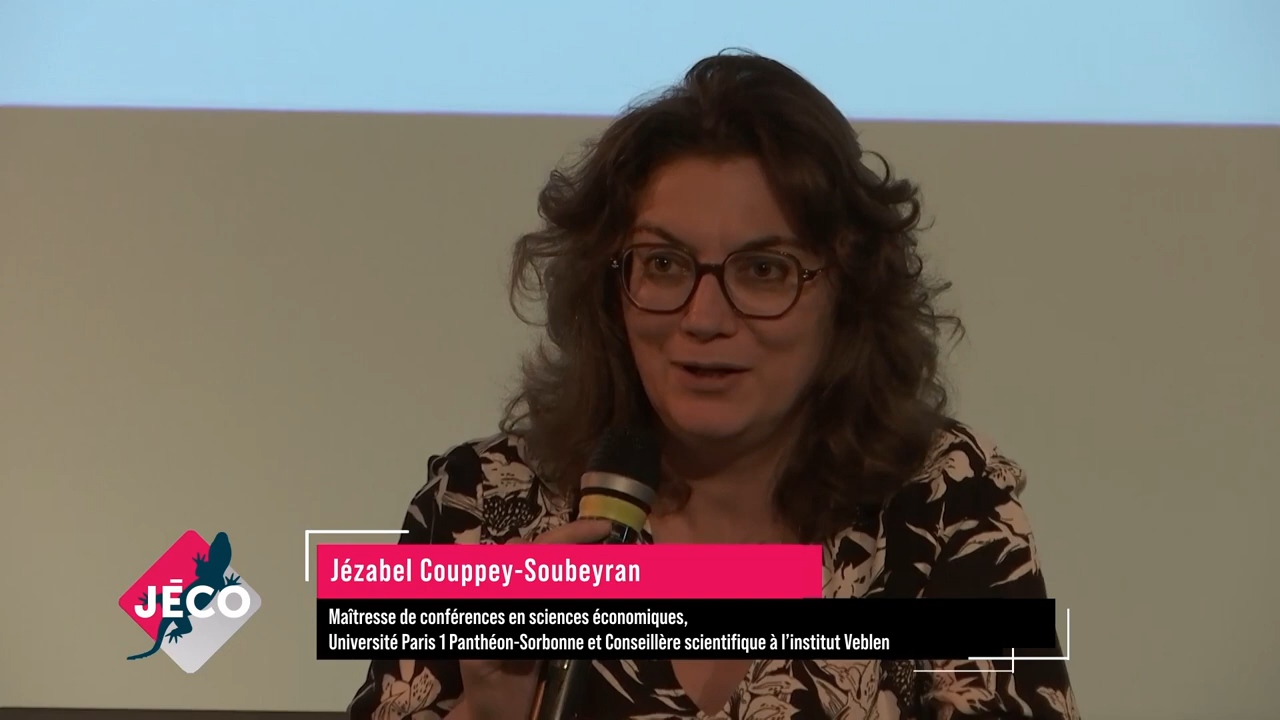 JÉCO
Jézabel Couppey-Soubeyran
Maîtresse de conférences en sciences économiques,
Université Paris 1 Panthéon-Sorbonne et Conseillère scientifique à l'institut Veblen